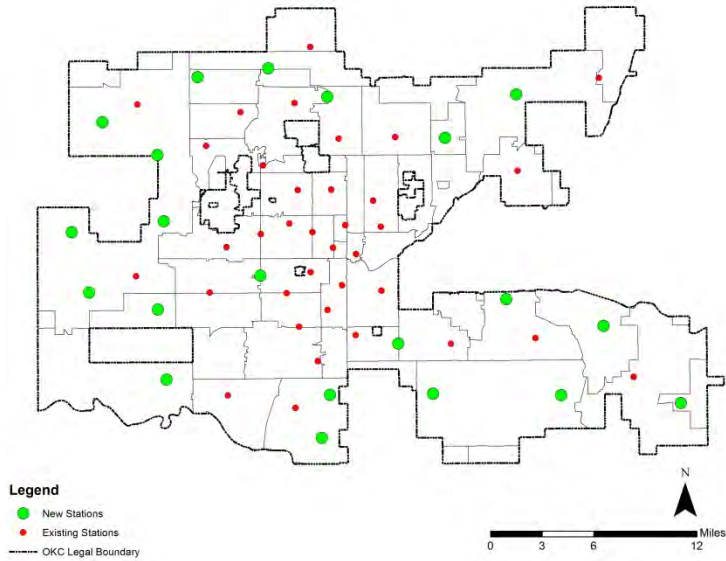 N
Legend
New Stations
Existing Stations
OKC Legal Boundary
Miles
0 3 6 12